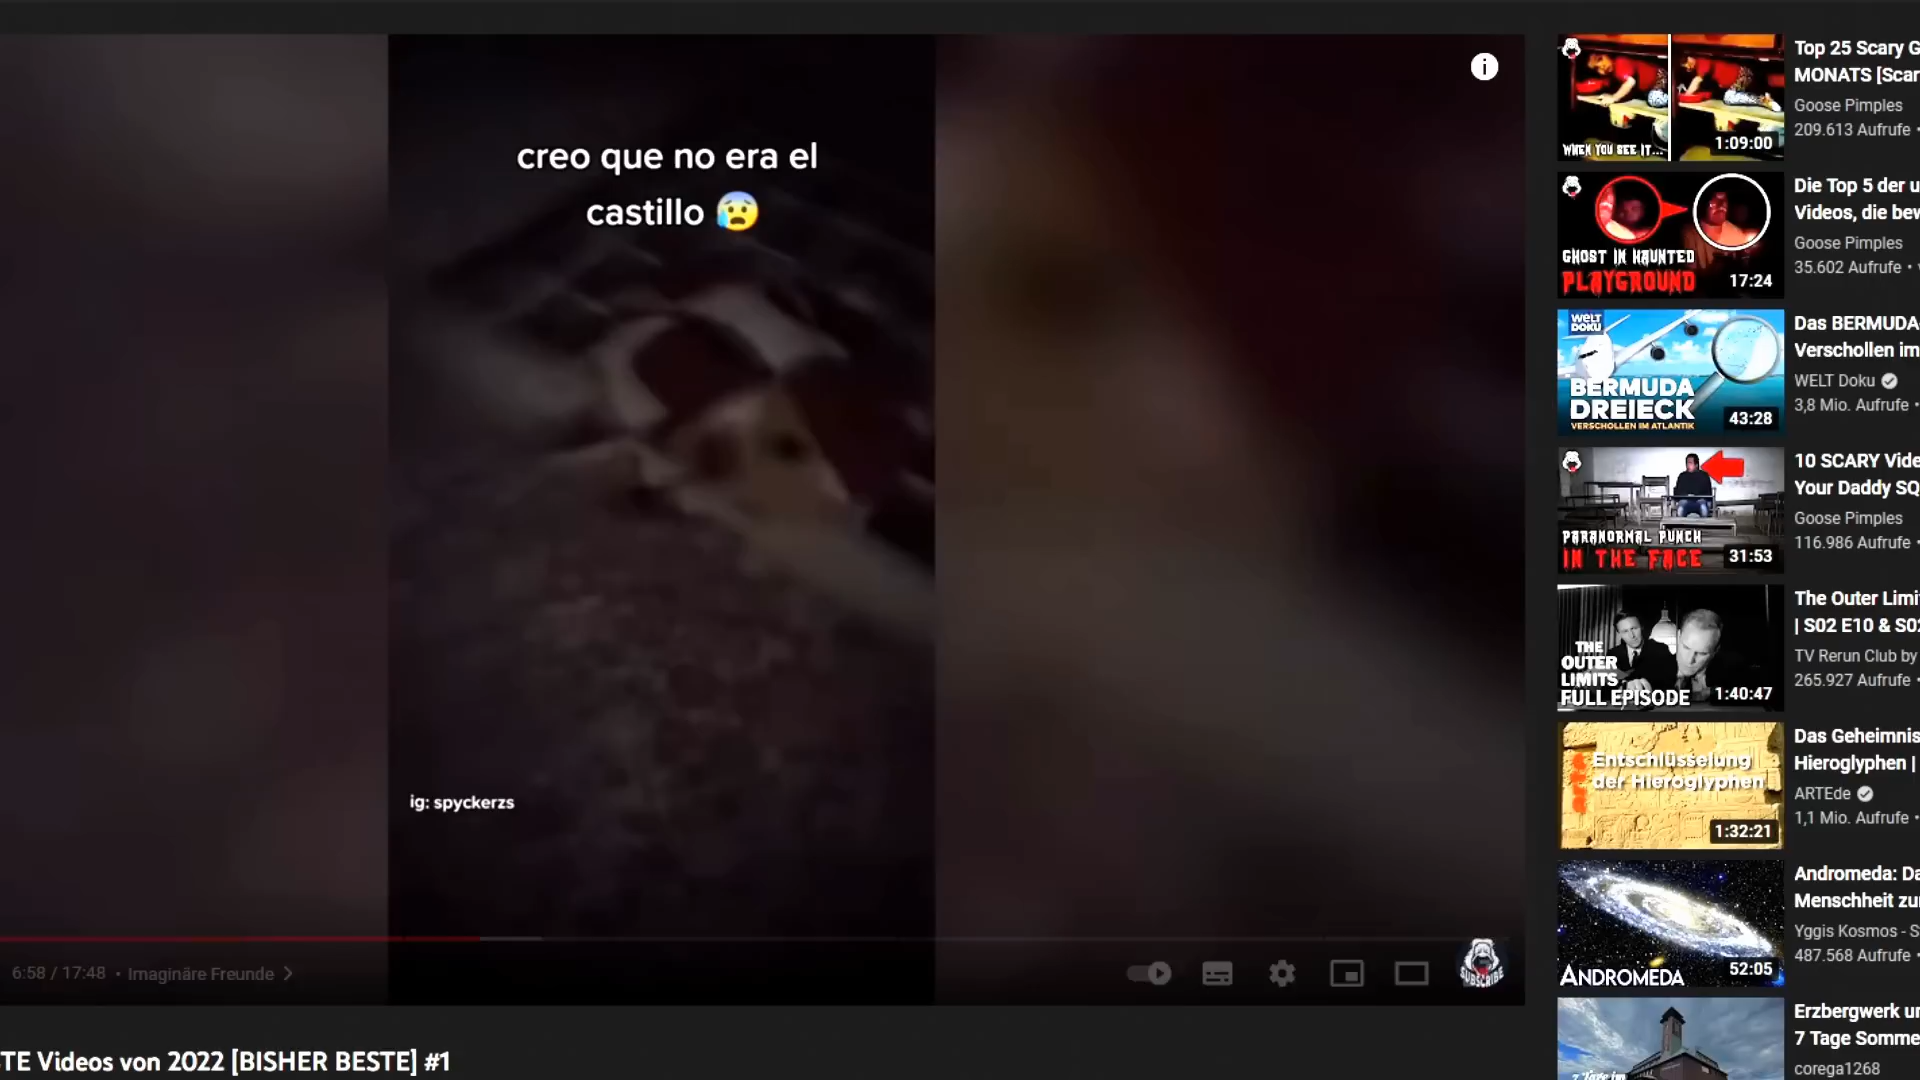 creo que no era el
castillo 😰
ig: spyckerzs
6:58 / 17:48 • Imaginäre Freunde
SUBSCRIBE
TE Videos von 2022 [BISHER BESTE] #1
WHEN YOU SEE IT...
1:09:00
Top 25 Scary G
MONATS [Scar
Goose Pimples
209.613 Aufrufe •
GHOST IN HAUNTED
PLAYGROUND
17:24
Die Top 5 der u
Videos, die bew
Goose Pimples
35.602 Aufrufe •
WELT
DOKU
BERMUDA
DREIECK
VERSCHOLLEN IM ATLANTIK
43:28
Das BERMUDA-
Verschollen im
WELT Doku
3,8 Mio. Aufrufe •
PARANORMAL PUNCH
IN THE FACE
31:53
10 SCARY Vide
Your Daddy SQ
Goose Pimples
116.986 Aufrufe •
THE
OUTER
LIMITS
FULL EPISODE
1:40:47
The Outer Limit
| S02 E10 & S02
TV Rerun Club by
265.927 Aufrufe •
Entschlüsselung
der Hieroglyphen
1:32:21
Das Geheimnis
Hieroglyphen |
ARTEde
1,1 Mio. Aufrufe •
ANDROMEDA
52:05
Andromeda: Da
Menschheit zu
Yggis Kosmos - S
487.568 Aufrufe •
7 Tage im
Erzbergwerk u
7 Tage Somme
corega1268